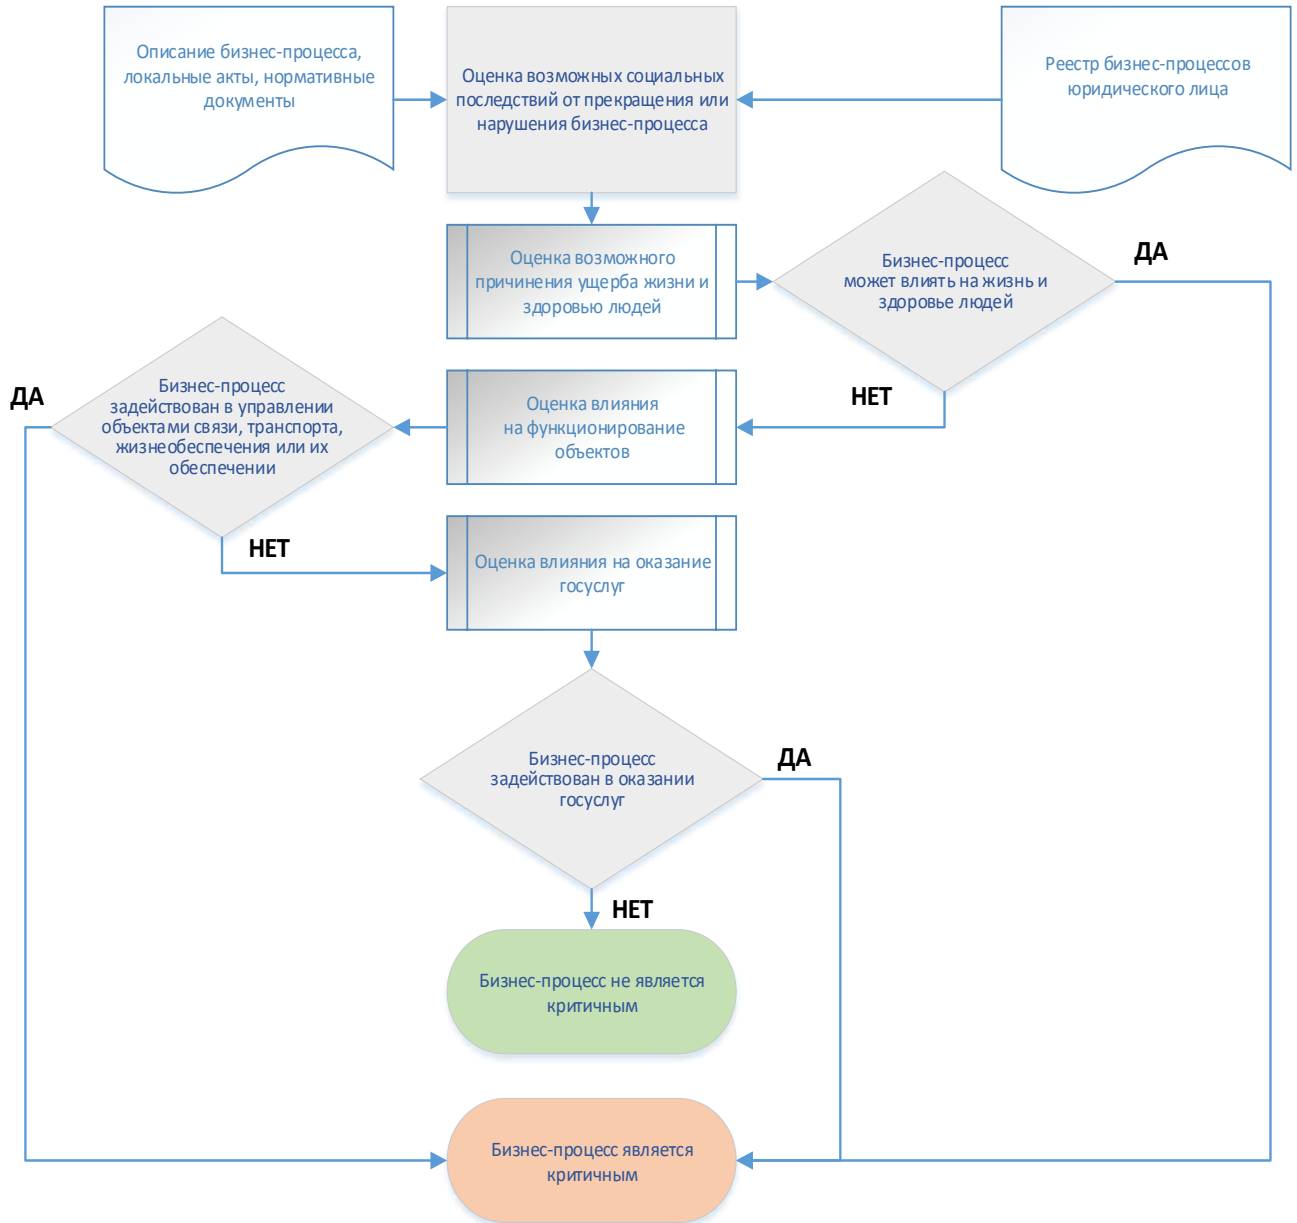 Описание бизнес-процесса,
локальные акты, нормативные
документы
Оценка возможных социальных
последствий от прекращения или
нарушения бизнес-процесса
Реестр бизнес-процессов
юридического лица
Оценка возможного
причинения ущерба жизни и
здоровью людей
Бизнес-процесс
может влиять на жизнь и
здоровье людей
ДА
НЕТ
Оценка влияния
на функционирование
объектов
Бизнес-процесс
задействован в управлении
объектами связи, транспорта,
жизнеобеспечения или их
обеспечении
ДА
НЕТ
Оценка влияния на оказание
госуслуг
Бизнес-процесс
задействован в оказании
госуслуг
ДА
НЕТ
Бизнес-процесс не является
критичным
Бизнес-процесс является
критичным